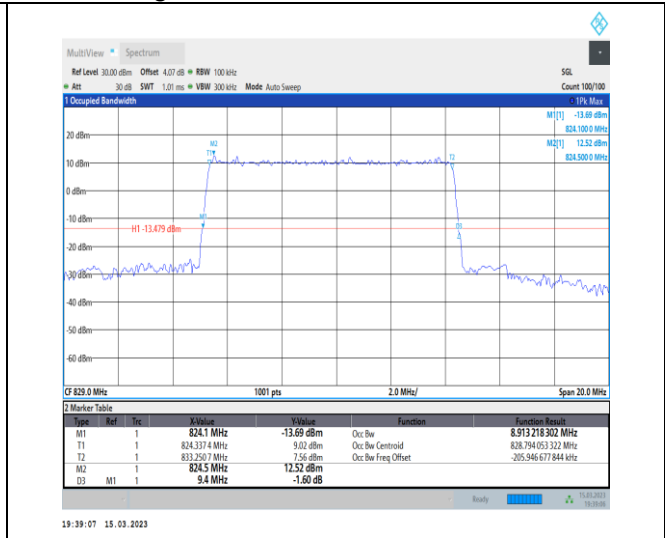 MultiView Spectrum
Ref Level 30.00 dBm Offset 4.07 dB RBW 100 kHz SGL
Att 30 dB SWT 1.01 ms VBW 300 kHz Mode Auto Sweep Count 100/100
1 Occupied Bandwidth 1Pk Max
M1[1] -13.69 dBm
824.100 0 MHz
M2[1] 12.52 dBm
824.500 0 MHz
20 dBm
M2
T1
T2
10 dBm
0 dBm
M1
-10 dBm
H1 -13.479 dBm
D3
-20 dBm
-30 dBm
-40 dBm
-50 dBm
-60 dBm
CF 829.0 MHz 1001 pts 2.0 MHz/ Span 20.0 MHz
2 Marker Table
Type Ref Trc X-Value Y-Value Function Function Result
M1 1 824.1 MHz -13.69 dBm Occ Bw 8.913 218 302 MHz
T1 1 824.337 4 MHz 9.02 dBm Occ Bw Centroid 828.794 053 322 MHz
T2 1 833.250 7 MHz 7.56 dBm Occ Bw Freq Offset -205.946 677 844 kHz
M2 1 824.5 MHz 12.52 dBm
D3 M1 1 9.4 MHz -1.60 dB
Ready 15.03.2023
19:39:06
19:39:07 15.03.2023